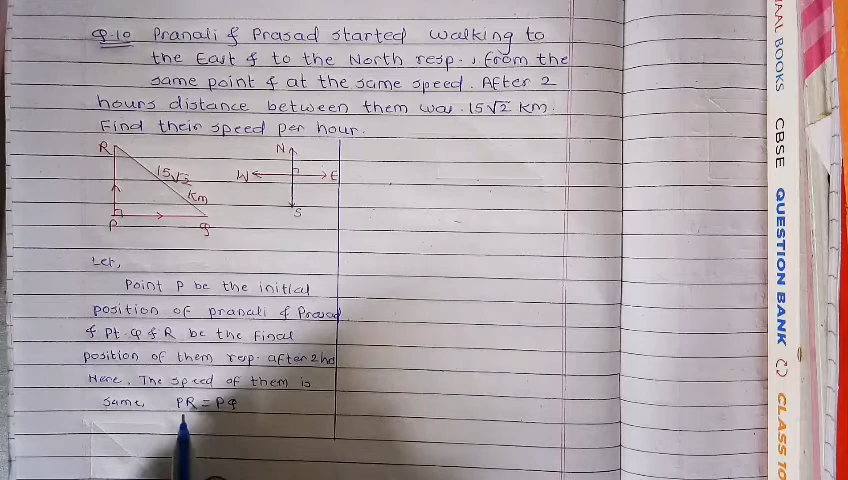 Q.10 Pranali & Prasad started walking to
the East & to the North resp., from the
same point & at the same speed. After 2
hours distance between them was 15√2 km.
Find their speed per hour.
R
15√2
km
P
Q
N
W
E
S
Let,
Point P be the initial
position of pranali & Prasad
& Pt. Q & R be the final
position of them resp. after 2
Here, The speed of them is
same PR = PQ
BOOKS
CBSE
QUESTION BANK
CLASS 10